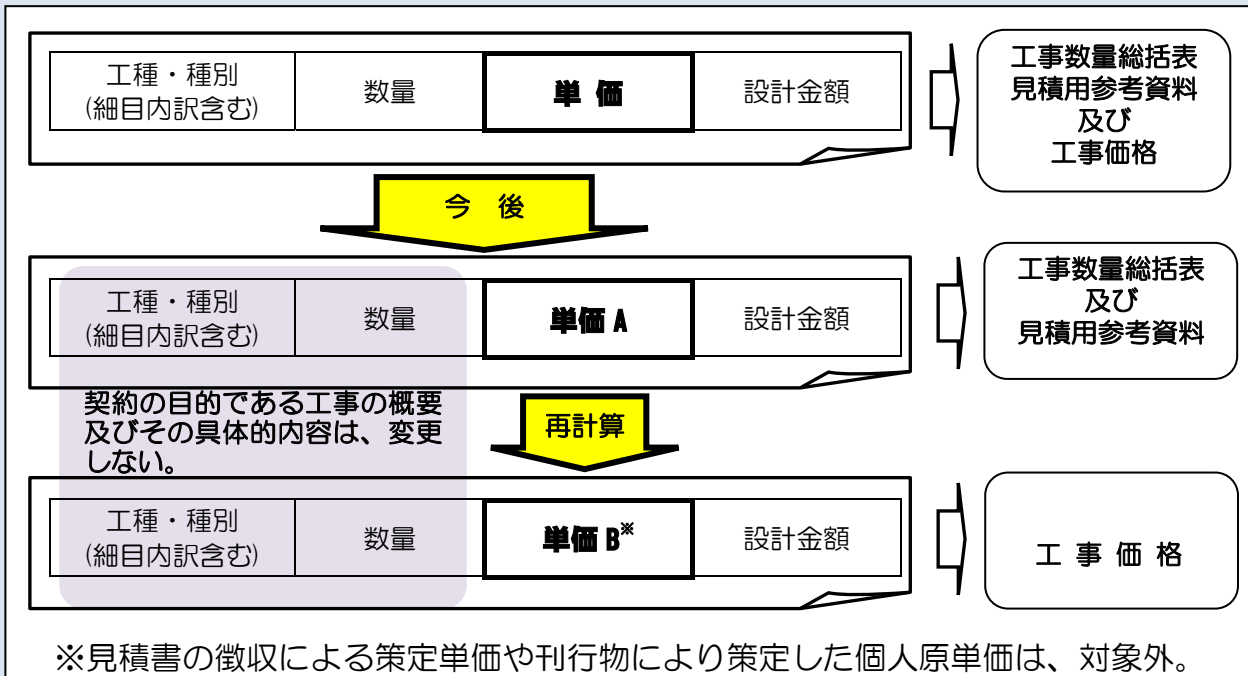 工種・種別
(細目内訳含む)
数量
単 価
設計金額
工事数量総括表
見積用参考資料
及び
工事価格
今 後
工種・種別
(細目内訳含む)
数量
単価 A
設計金額
工事数量総括表
及び
見積用参考資料
契約の目的である工事の概要
及びその具体的内容は、変更
しない。
再計算
工種・種別
(細目内訳含む)
数量
単価 B※
設計金額
工 事 価 格
※見積書の徴収による策定単価や刊行物により策定した個人原単価は、対象外。